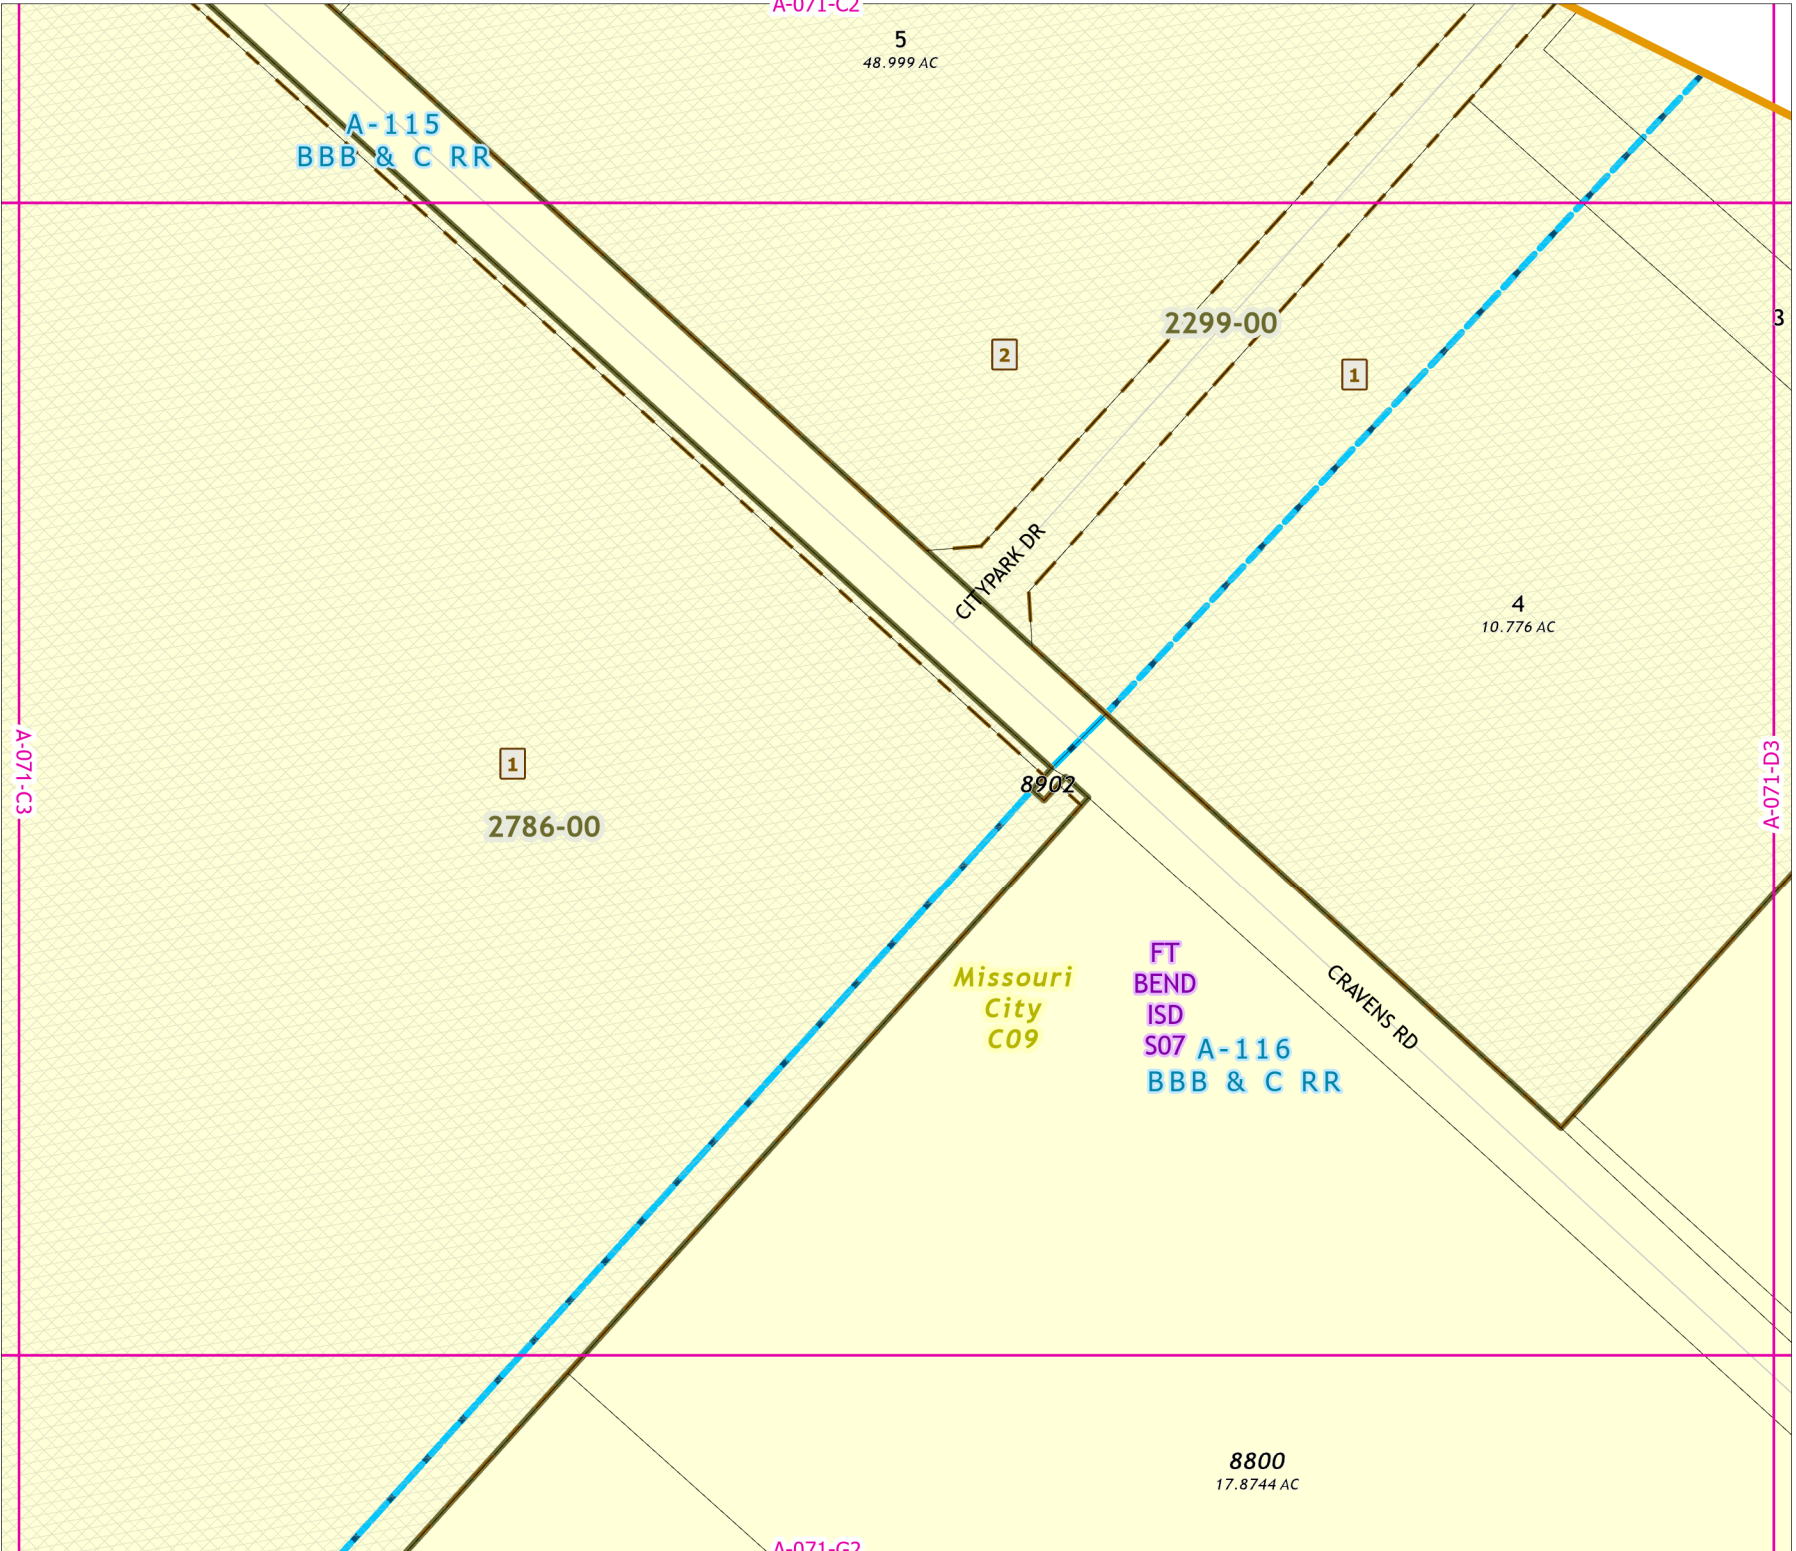 A-071-C2
5
48.999 AC
A-115
BBB & C RR
3
2299-00
2
1
CITYPARK DR
4
10.776 AC
A-071-C3
A-071-D3
1
8902
2786-00
FT
BEND
ISD
S07
Missouri
City
C09
CRAVENS RD
A-116
BBB & C RR
8800
17.8744 AC
A-071-G2